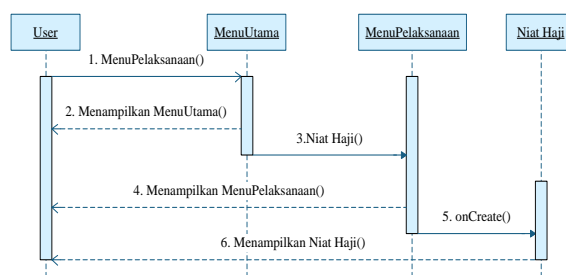 User
MenuUtama
MenuPelaksanaan
Niat Haji
1. MenuPelaksanaan()
2. Menampilkan MenuUtama()
3.Niat Haji()
4. Menampilkan MenuPelaksanaan()
5. onCreate()
6. Menampilkan Niat Haji()